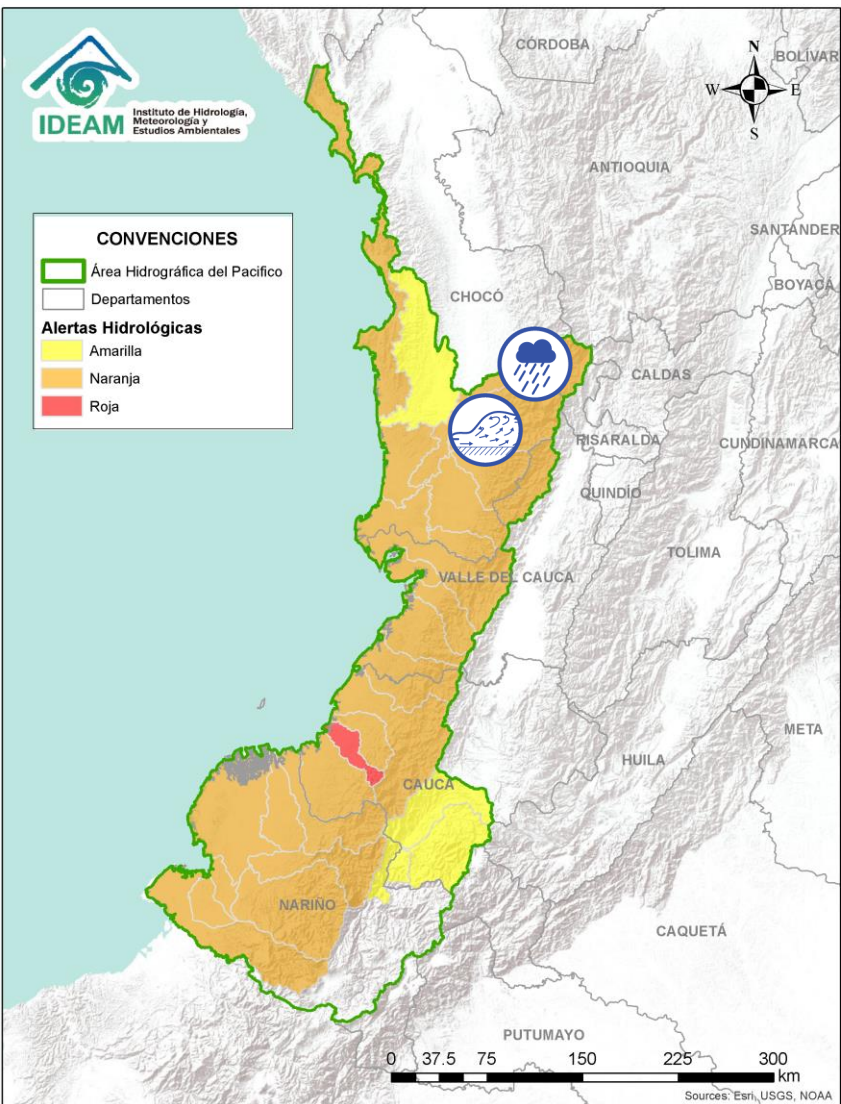 IDEAM
Instituto de Hidrología,
Meteorología y
Estudios Ambientales
N
W
E
S
CONVENCIONES
Área Hidrográfica del Pacifico
Departamentos
Alertas Hidrológicas
Amarilla
Naranja
Roja
CÓRDOBA
BOLÍVAR
ANTIOQUIA
SANTANDER
BOYACÁ
CHOCÓ
CALDAS
RISARALDA
CUNDINAMARCA
QUINDÍO
TOLIMA
VALLE DEL CAUCA
META
HUILA
CAUCA
NARIÑO
CAQUETÁ
PUTUMAYO
0 37.5 75 150 225 300
km
Sources: Esri, USGS, NOAA